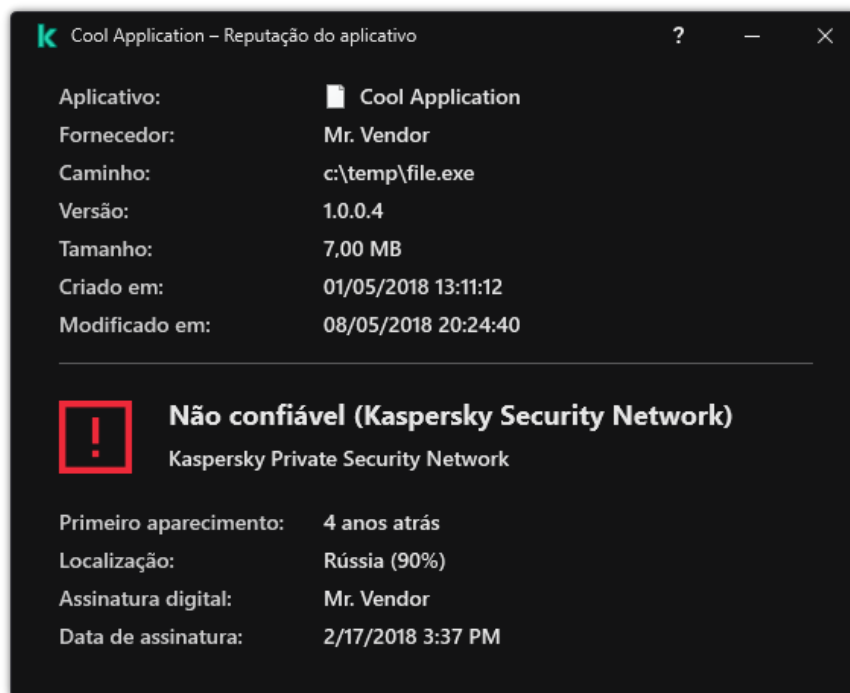 Cool Application – Reputação do aplicativo ?
Aplicativo: Cool Application
Fornecedor: Mr. Vendor
Caminho: c:\temp\file.exe
Versão: 1.0.0.4
Tamanho: 7,00 MB
Criado em: 01/05/2018 13:11:12
Modificado em: 08/05/2018 20:24:40
Não confiável (Kaspersky Security Network)
Kaspersky Private Security Network
Primeiro aparecimento: 4 anos atrás
Localização: Rússia (90%)
Assinatura digital: Mr. Vendor
Data de assinatura: 2/17/2018 3:37 PM